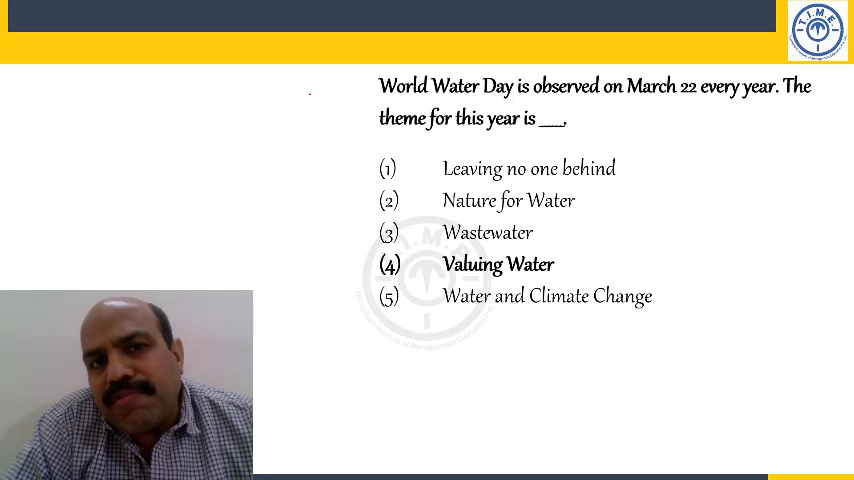 T.I.M.E.
World Water Day is observed on March 22 every year. The
theme for this year is ___.
(1) Leaving no one behind
(2) Nature for Water
(3) Wastewater
(4) Valuing Water
(5) Water and Climate Change
T.I.M.E.